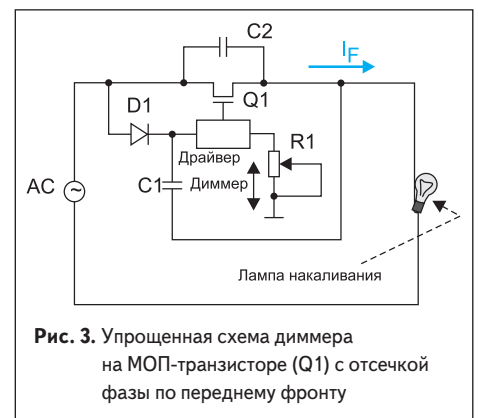 C2
I_F
D1
Q1
Драйвер
R1
AC
C1
Диммер
Лампа накаливания
Рис. 3. Упрощенная схема диммера
на МОП-транзисторе (Q1) с отсечкой
фазы по переднему фронту